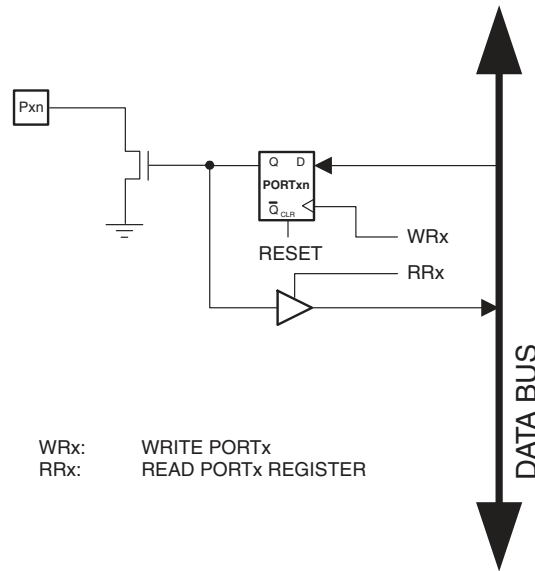 Pxn
Q D
PORTxn
Q̅ CLR
RESET
WRx
RRx
DATA BUS
WRx: WRITE PORTx
RRx: READ PORTx REGISTER